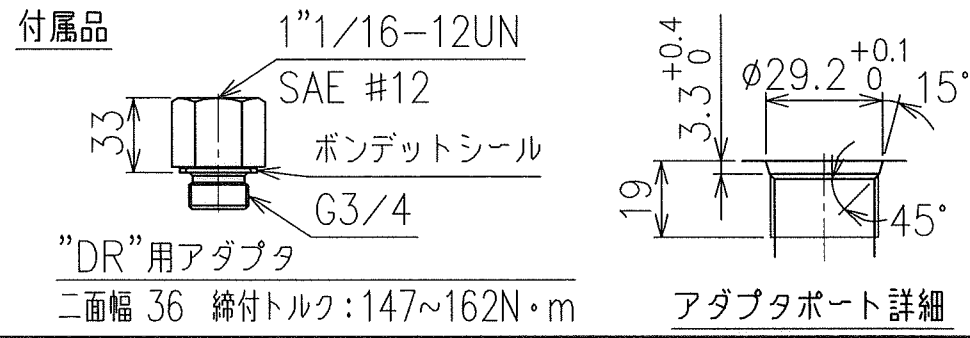 付属品
1"1/16-12UN
SAE #12
33
ボンデットシール
G3/4
"DR"用アダプタ
二面幅 36 締付トルク:147~162N・m
3.3 +0.4 0
ø29.2 +0.1 0
15°
19
45°
アダプタポート詳細